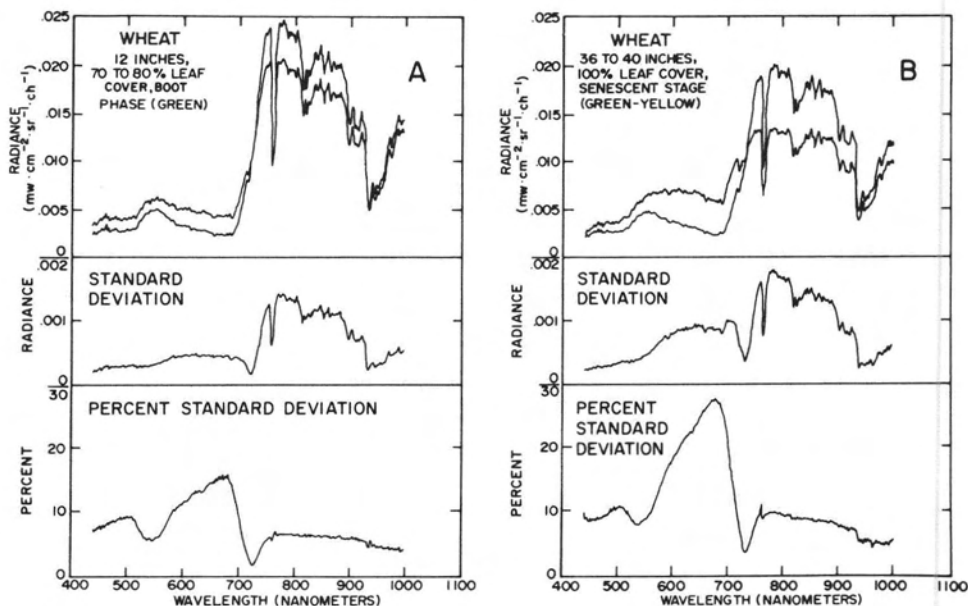 .025
.020
.015
.010
.005
0
RADIANCE
(mw·cm⁻²·sr⁻¹·ch⁻¹)
WHEAT
12 INCHES,
70 TO 80% LEAF
COVER, BOOT
PHASE (GREEN)
A
.002
.001
0
RADIANCE
STANDARD
DEVIATION
30
20
10
0
PERCENT
PERCENT STANDARD DEVIATION
400 500 600 700 800 900 1000 1100
WAVELENGTH (NANOMETERS)
.025
.020
.015
.010
.005
0
RADIANCE
(mw·cm⁻²·sr⁻¹·ch⁻¹)
WHEAT
36 TO 40 INCHES,
100% LEAF COVER,
SENESCENT STAGE
(GREEN-YELLOW)
B
.002
.001
0
RADIANCE
STANDARD
DEVIATION
30
20
10
0
PERCENT
PERCENT
STANDARD
DEVIATION
400 500 600 700 800 900 1000 1100
WAVELENGTH (NANOMETERS)